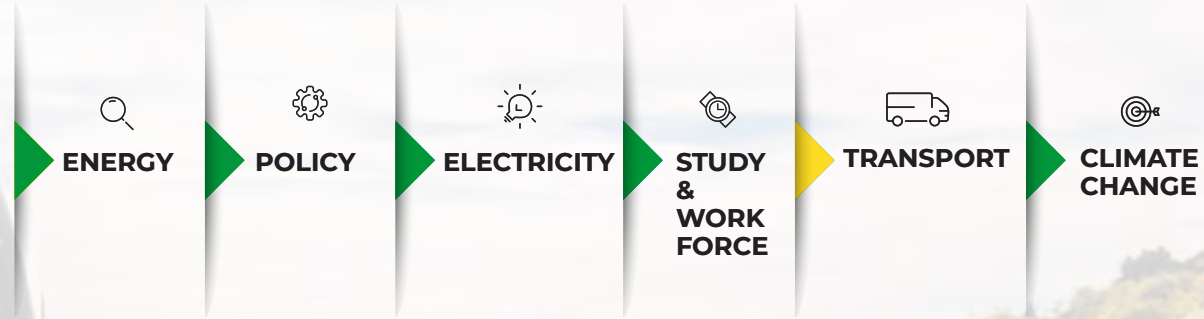 ENERGY
POLICY
ELECTRICITY
STUDY
&
WORK
FORCE
TRANSPORT
CLIMATE
CHANGE